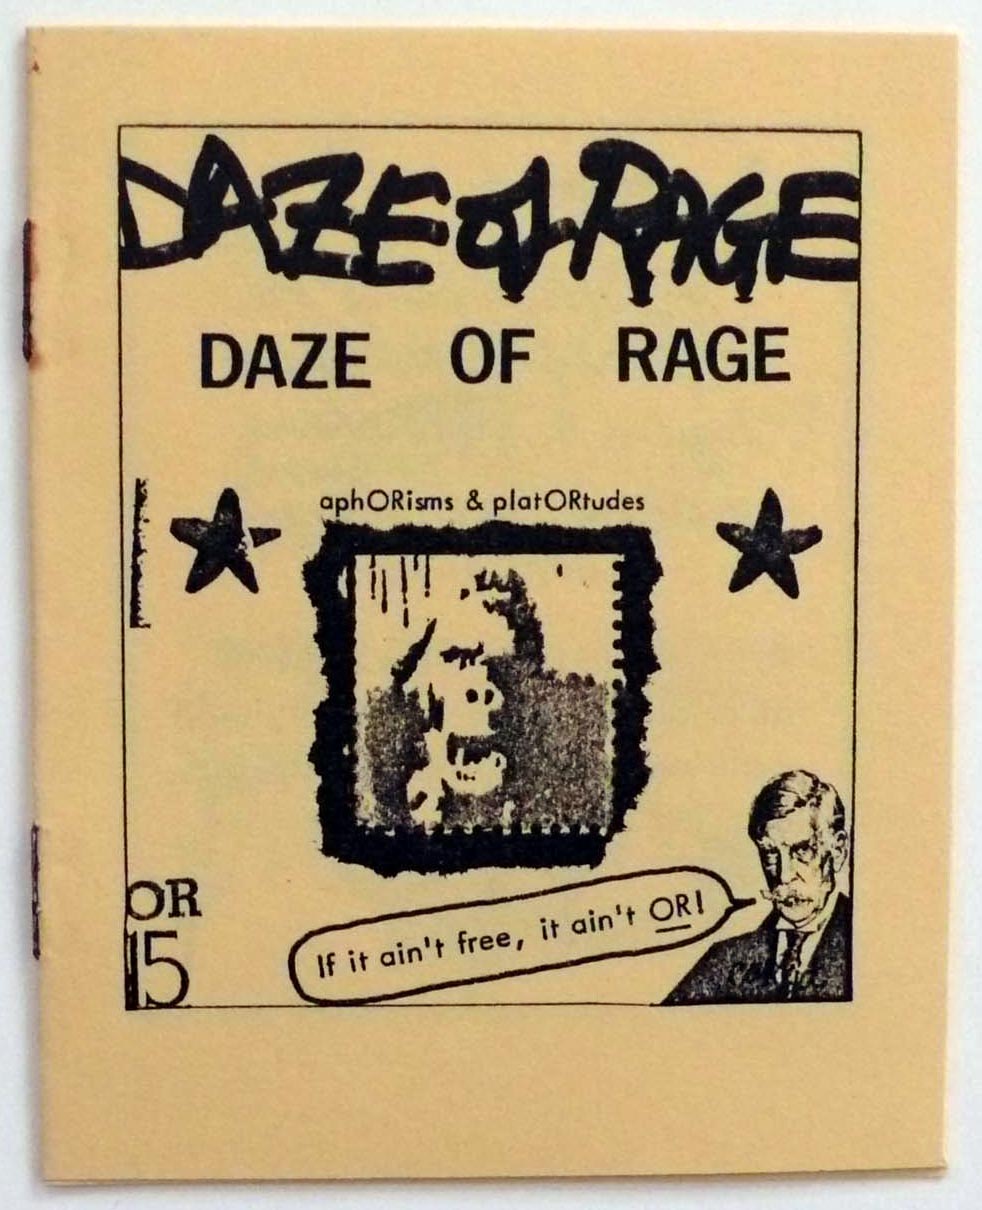 DAZE of RAGE
DAZE OF RAGE
aphORisms & platORtudes
OR
15
If it ain't free, it ain't OR!